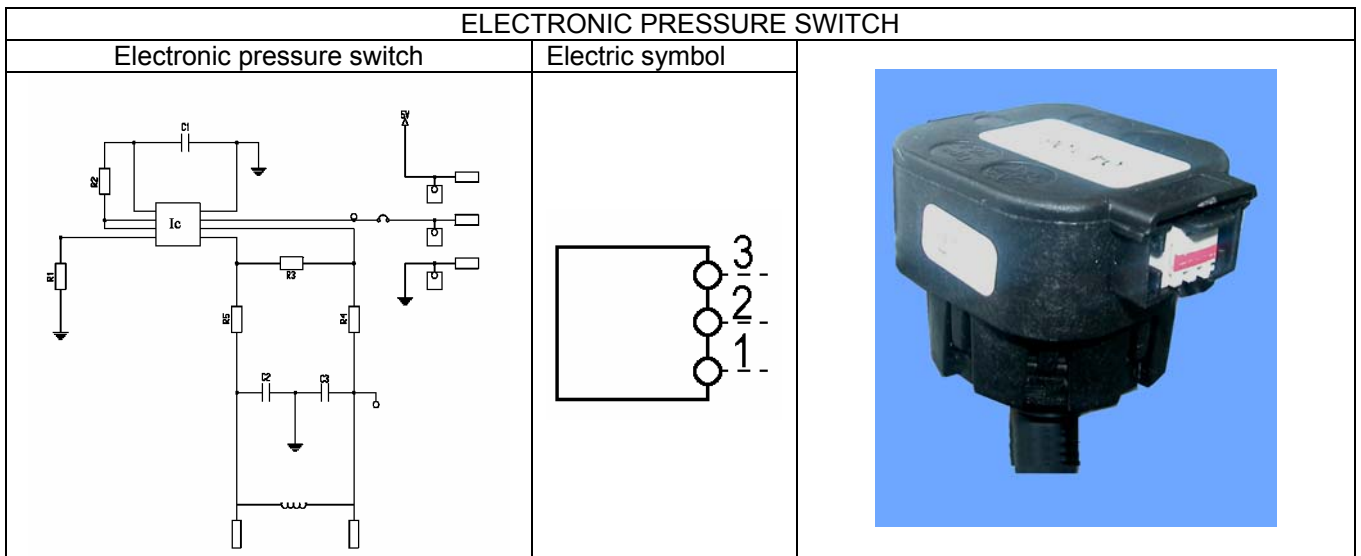 ELECTRONIC PRESSURE SWITCH
Electronic pressure switch
Electric symbol
C1
5V
R2
Ic
R1
R3
R5
R4
C3
3
2
1